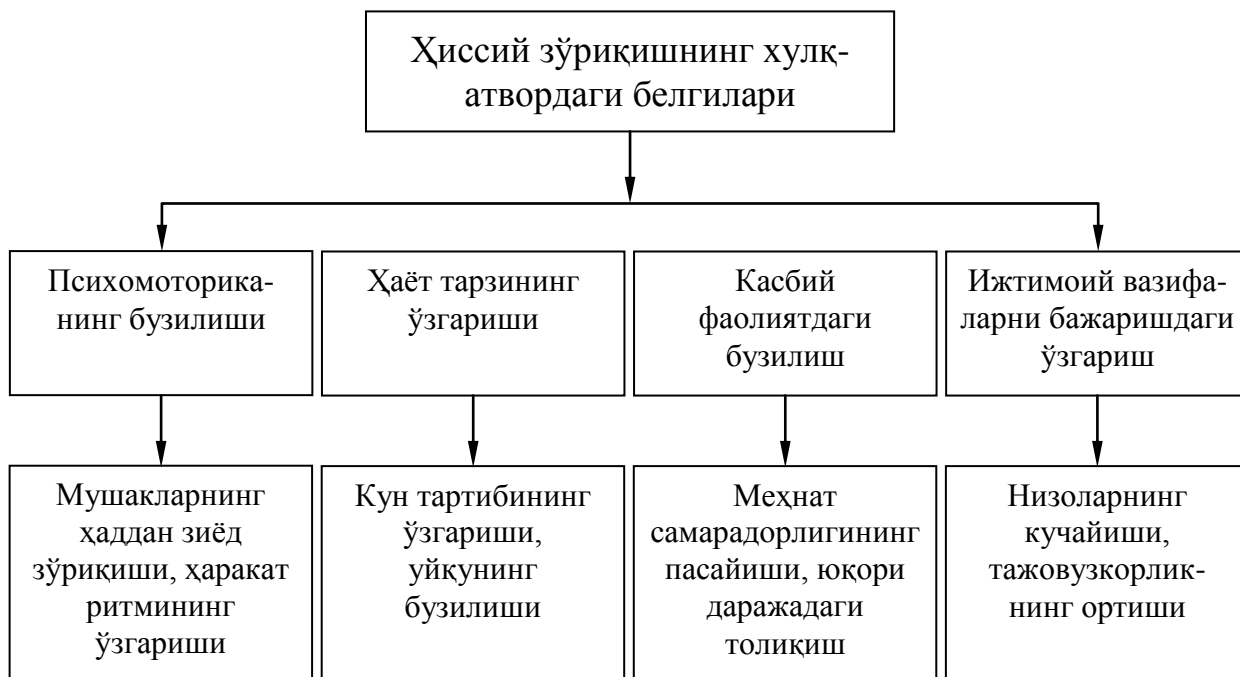 Ҳиссий зўриқишнинг хулқ-
атвордаги белгилари
Психомоторика-
нинг бузилиши
Ҳаёт тарзининг
ўзгариши
Касбий
фаолиятдаги
бузилиш
Ижтимоий вазифа-
ларни бажаришдаги
ўзгариш
Мушакларнинг
ҳаддан зиёд
зўриқиши, ҳаракат
ритмининг
ўзгариши
Кун тартибининг
ўзгариши,
уйқунинг
бузилиши
Меҳнат
самарадорлигининг
пасайиши, юқори
даражадаги
толиқиш
Низоларнинг
кучайиши,
тажовузкорлик-
нинг ортиши